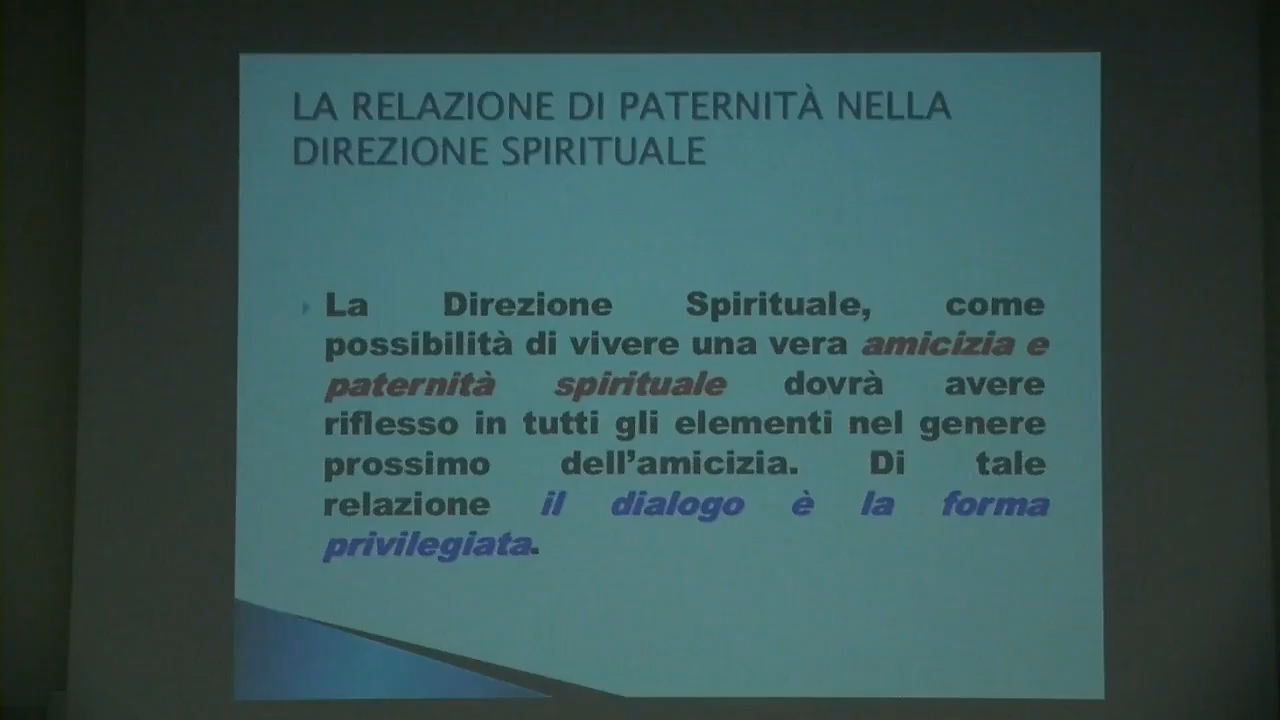 LA RELAZIONE DI PATERNITÀ NELLA
DIREZIONE SPIRITUALE
La Direzione Spirituale, come
possibilità di vivere una vera amicizia e
paternità spirituale dovrà avere
riflesso in tutti gli elementi nel genere
prossimo dell'amicizia. Di tale
relazione il dialogo è la forma
privilegiata.